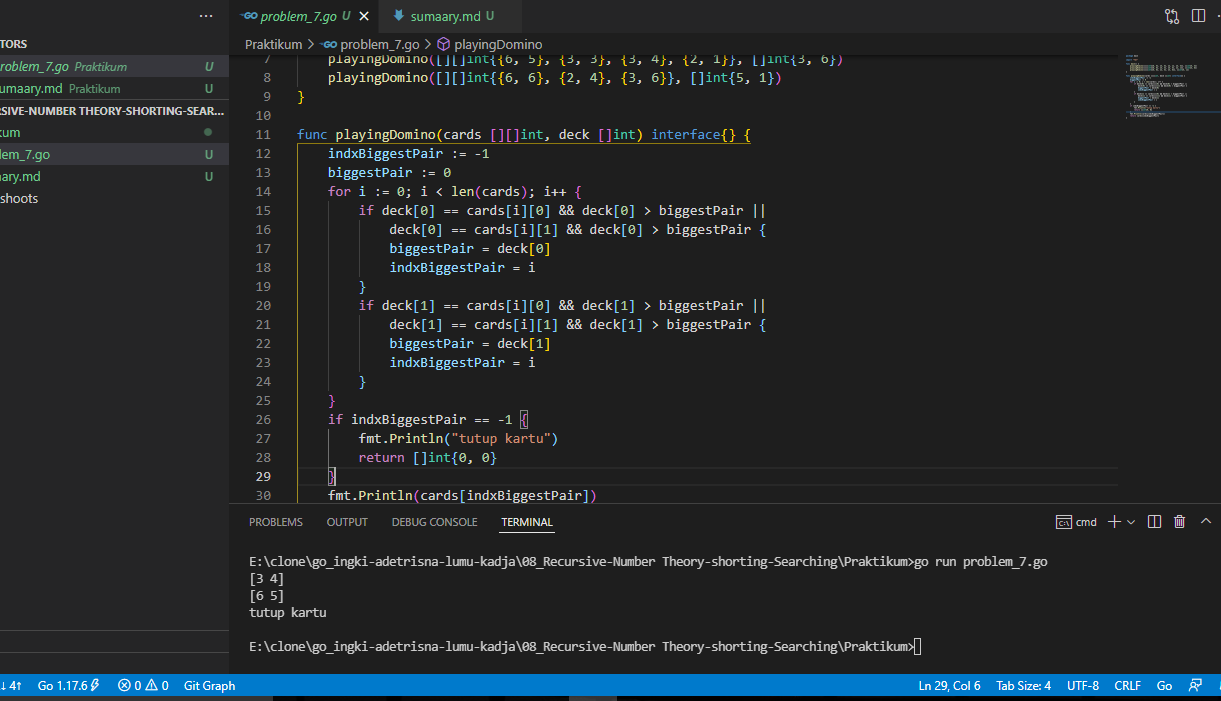 ···
problem_7.go U ✕ sumaary.md U
TORS
Praktikum > problem_7.go > playingDomino
roblem_7.go Praktikum U
umaary.md Praktikum U
RSIVE-NUMBER THEORY-SHORTING-SEAR...
kum
lem_7.go U
ary.md U
shoots
7 playingDomino([][]int{{6, 5}, {3, 3}, {3, 4}, {2, 1}}, []int{3, 6})
8 playingDomino([][]int{{6, 6}, {2, 4}, {3, 6}}, []int{5, 1})
9 }
10
11 func playingDomino(cards [][]int, deck []int) interface{} {
12 indxBiggestPair := -1
13 biggestPair := 0
14 for i := 0; i < len(cards); i++ {
15 if deck[0] == cards[i][0] && deck[0] > biggestPair ||
16 deck[0] == cards[i][1] && deck[0] > biggestPair {
17 biggestPair = deck[0]
18 indxBiggestPair = i
19 }
20 if deck[1] == cards[i][0] && deck[1] > biggestPair ||
21 deck[1] == cards[i][1] && deck[1] > biggestPair {
22 biggestPair = deck[1]
23 indxBiggestPair = i
24 }
25 }
26 if indxBiggestPair == -1 {
27 fmt.Println("tutup kartu")
28 return []int{0, 0}
29 }
30 fmt.Println(cards[indxBiggestPair])
PROBLEMS OUTPUT DEBUG CONSOLE TERMINAL cmd
E:\clone\go_ingki-adetrisna-lumu-kadja\08_Recursive-Number Theory-shorting-Searching\Praktikum>go run problem_7.go
[3 4]
[6 5]
tutup kartu
E:\clone\go_ingki-adetrisna-lumu-kadja\08_Recursive-Number Theory-shorting-Searching\Praktikum>
↓ 4↑ Go 1.17.6 0 0 Git Graph Ln 29, Col 6 Tab Size: 4 UTF-8 CRLF Go